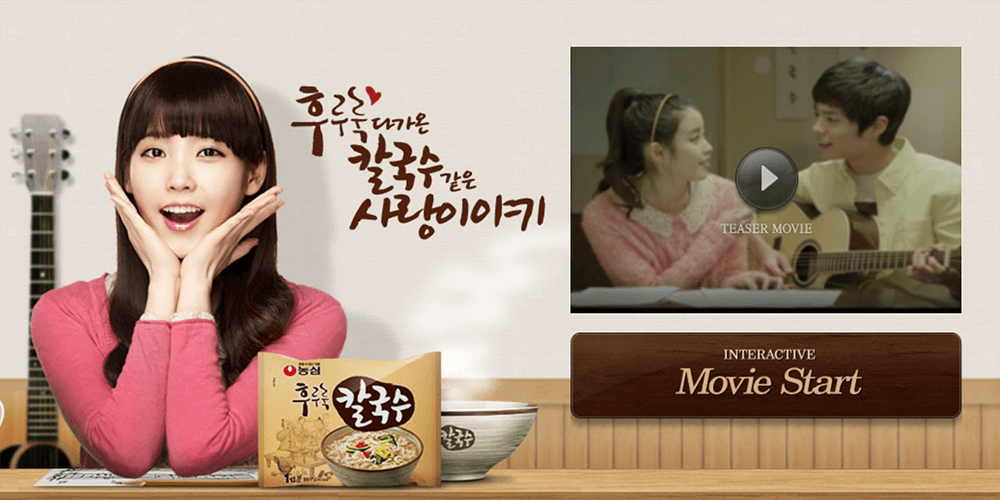 후루룩 다가온
칼국수 같은
사랑이야기
TEASER MOVIE
INTERACTIVE
Movie Start
농심
후루룩
칼국수
칼국수